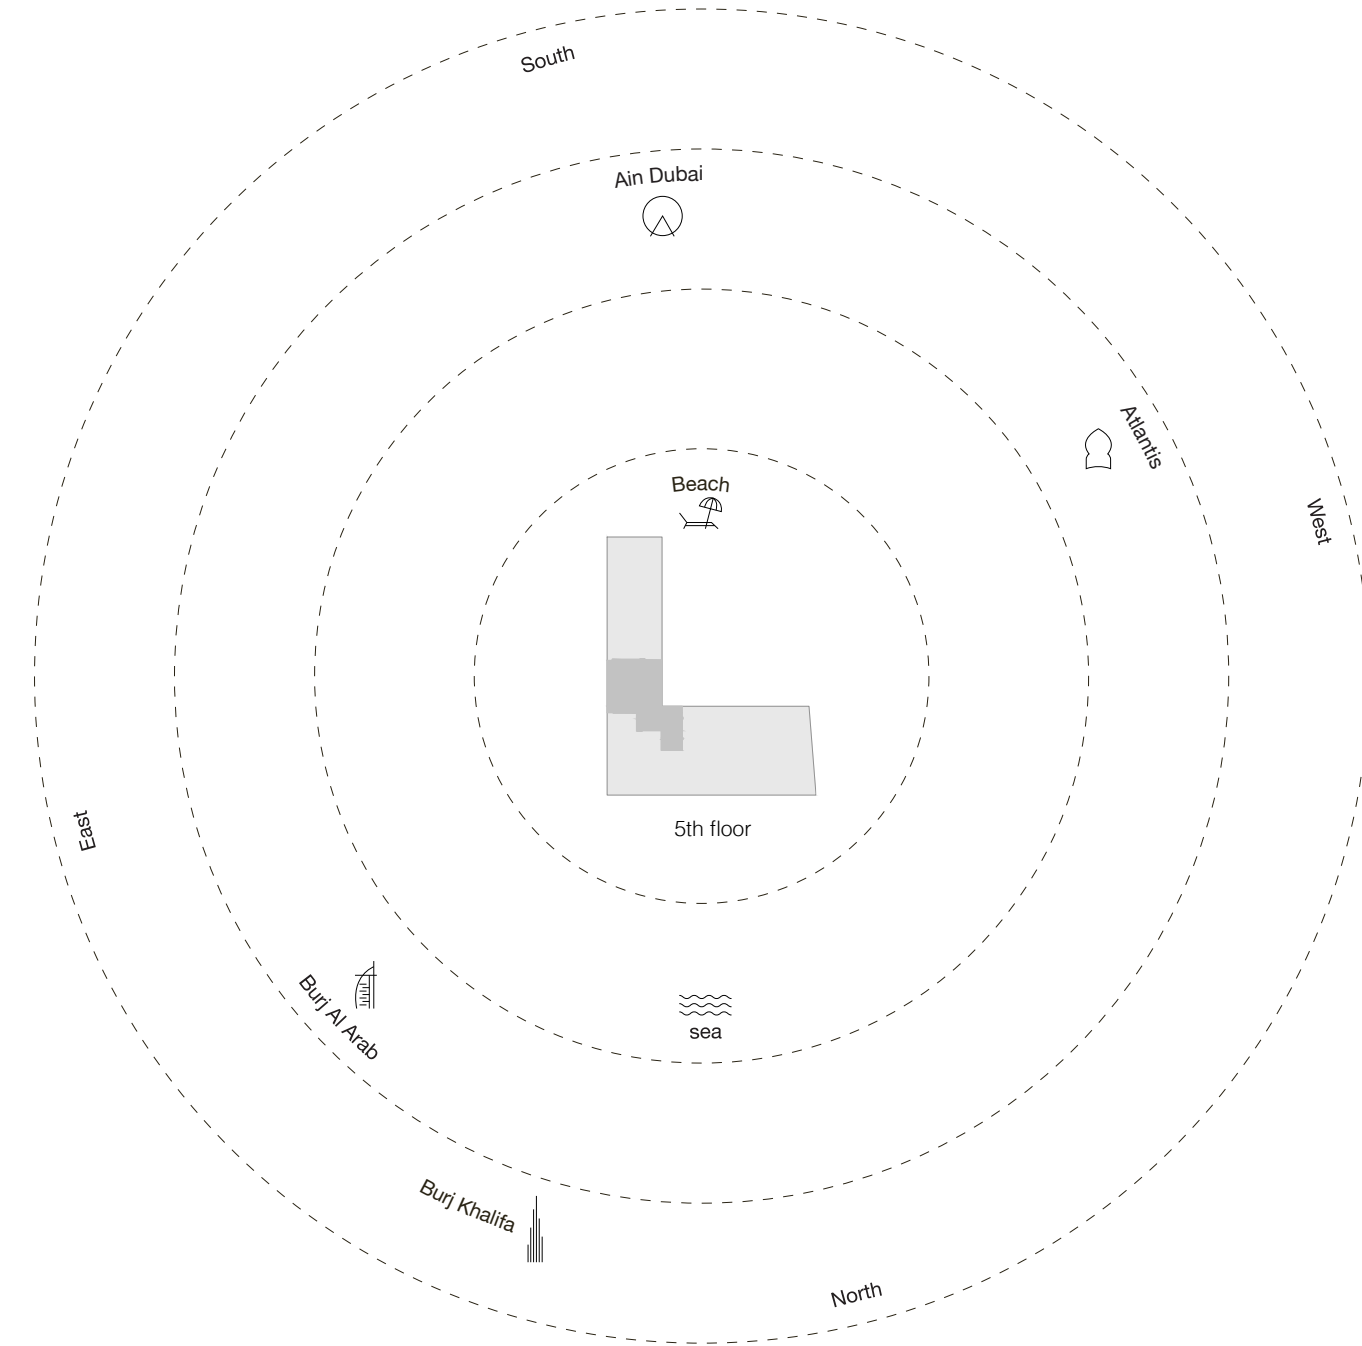 South
Ain Dubai
Atlantis
Beach
West
East
5th floor
Burj Al Arab
sea
Burj Khalifa
North